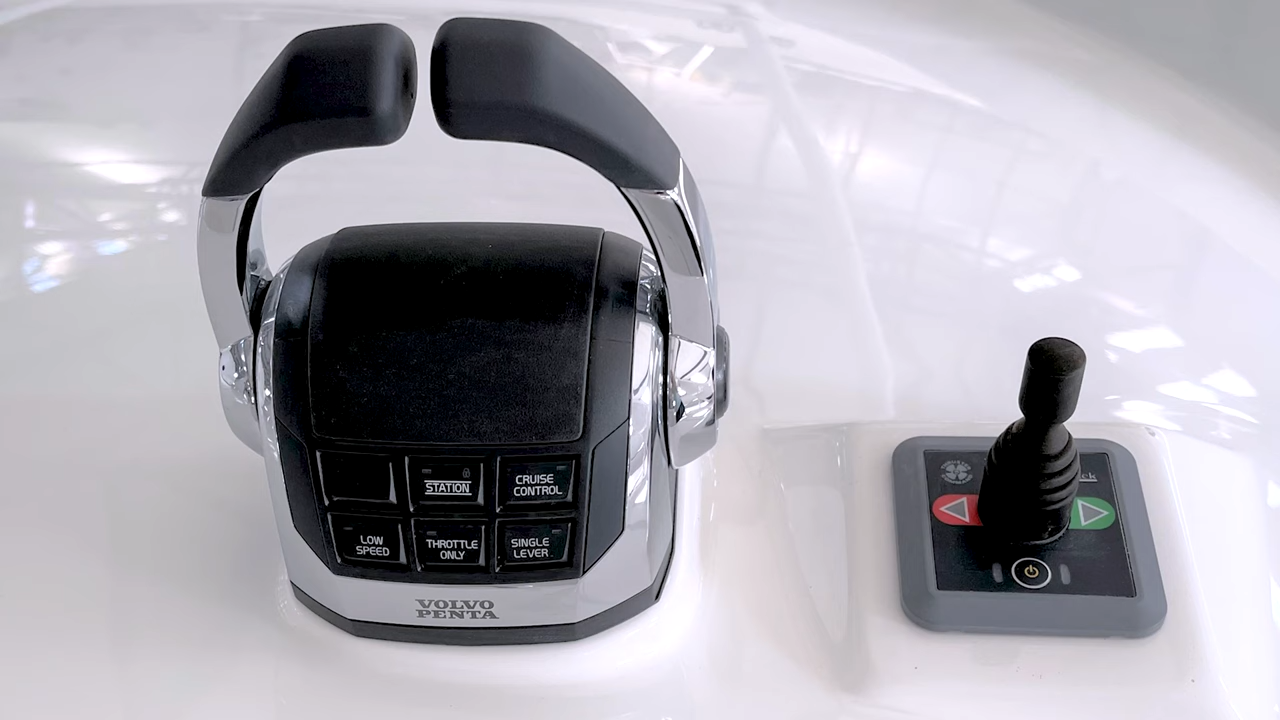 STATION
CRUISE
CONTROL
LOW
SPEED
THROTTLE
ONLY
SINGLE
LEVER
VOLVO
PENTA